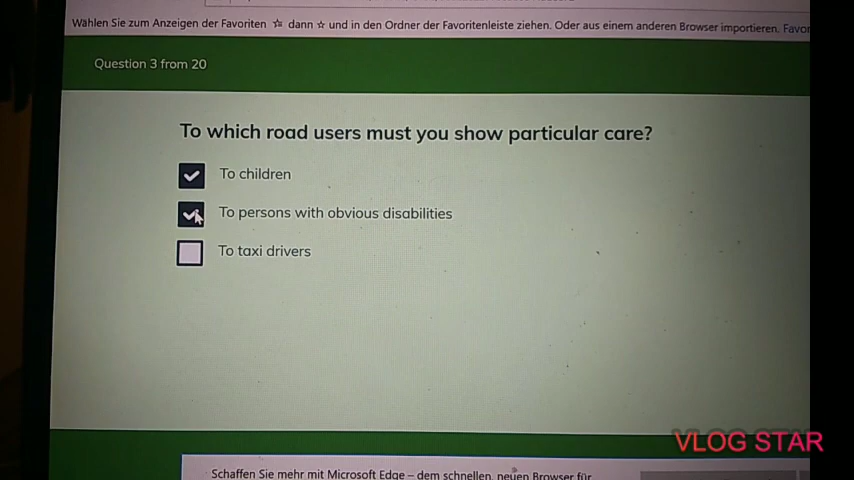 Wählen Sie zum Anzeigen der Favoriten ☆ dann ☆ und in den Ordner der Favoritenleiste ziehen. Oder aus einem anderen Browser importieren. Favor
Question 3 from 20
To which road users must you show particular care?
To children
To persons with obvious disabilities
To taxi drivers
VLOG STAR
Schaffen Sie mehr mit Microsoft Edge – dem schnellen, neuen Browser für